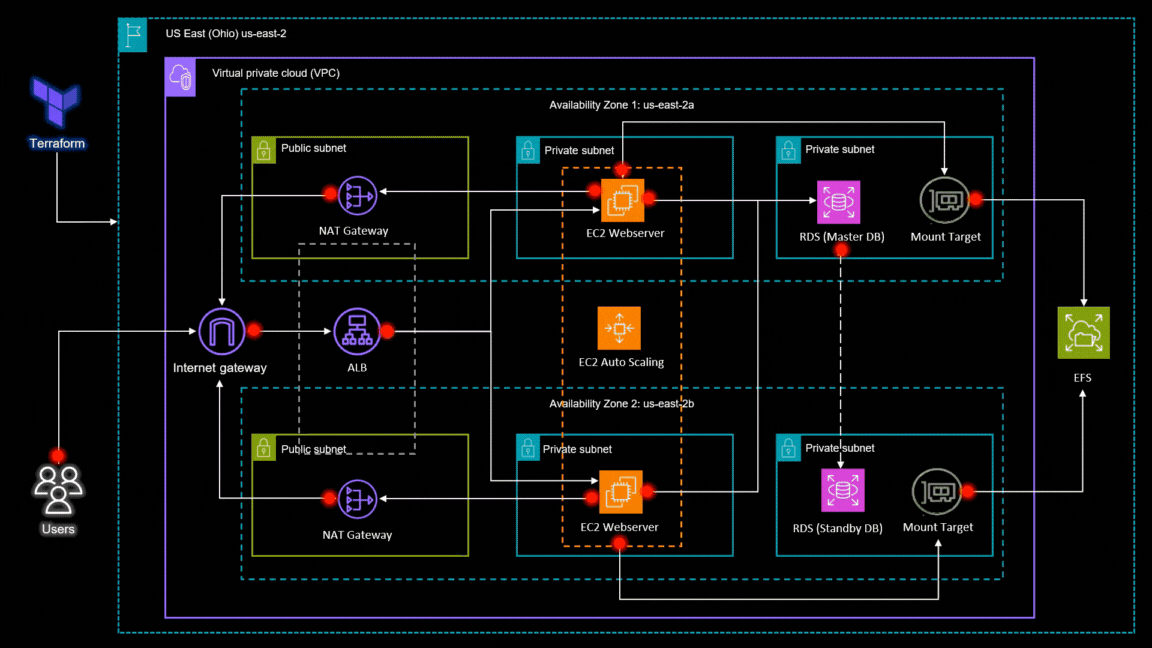 US East (Ohio) us-east-2
Virtual private cloud (VPC)
Availability Zone 1: us-east-2a
Terraform
Public subnet
Private subnet
Private subnet
NAT Gateway
EC2 Webserver
RDS (Master DB)
Mount Target
Internet gateway
ALB
EC2 Auto Scaling
EFS
Availability Zone 2: us-east-2b
Public subnet
Private subnet
Private subnet
Users
NAT Gateway
EC2 Webserver
RDS (Standby DB)
Mount Target